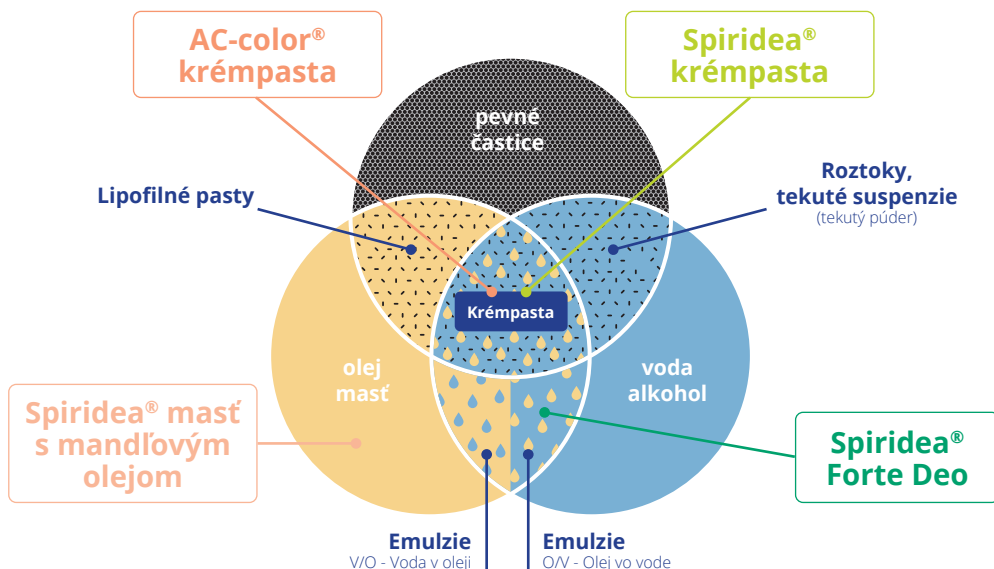 AC-color®
krémpasta
Spiridea®
krémpasta
pevné
častice
Lipofilné pasty
Roztoky,
tekuté suspenzie
(tekutý púder)
Krémpasta
olej
masť
voda
alkohol
Spiridea® masť
s mandľovým
olejom
Spiridea®
Forte Deo
Emulzie
V/O - Voda v oleji
Emulzie
O/V - Olej vo vode